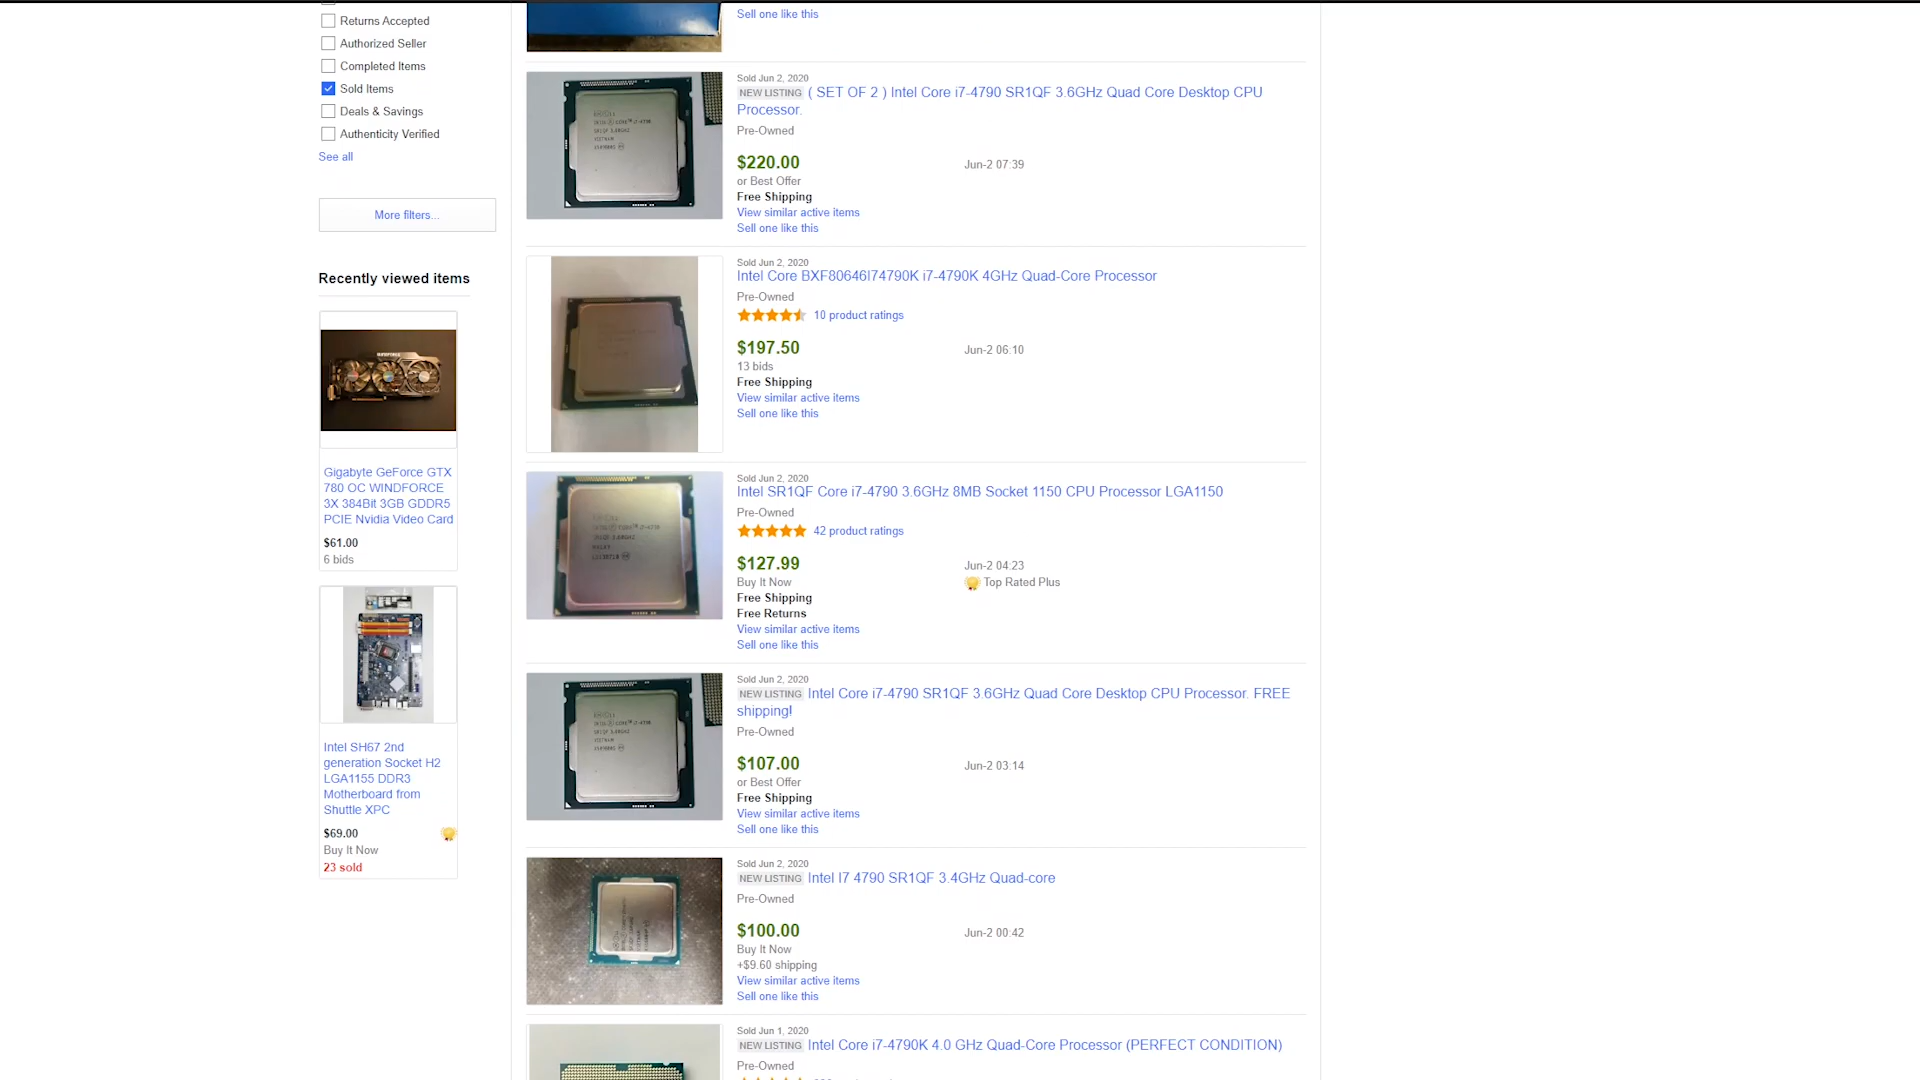 Returns Accepted
Authorized Seller
Completed Items
Sold Items
Deals & Savings
Authenticity Verified
See all
More filters...
Recently viewed items
Gigabyte GeForce GTX
780 OC WINDFORCE
3X 384Bit 3GB GDDR5
PCIE Nvidia Video Card
$61.00
6 bids
Intel SH67 2nd
generation Socket H2
LGA1155 DDR3
Motherboard from
Shuttle XPC
$69.00
Buy It Now
23 sold
Sell one like this
Sold Jun 2, 2020
NEW LISTING ( SET OF 2 ) Intel Core i7-4790 SR1QF 3.6GHz Quad Core Desktop CPU
Processor.
Pre-Owned
$220.00
Jun-2 07:39
or Best Offer
Free Shipping
View similar active items
Sell one like this
Sold Jun 2, 2020
Intel Core BXF80646I74790K i7-4790K 4GHz Quad-Core Processor
Pre-Owned
10 product ratings
$197.50
Jun-2 06:10
13 bids
Free Shipping
View similar active items
Sell one like this
Sold Jun 2, 2020
Intel SR1QF Core i7-4790 3.6GHz 8MB Socket 1150 CPU Processor LGA1150
Pre-Owned
42 product ratings
$127.99
Jun-2 04:23
Buy It Now
Top Rated Plus
Free Shipping
Free Returns
View similar active items
Sell one like this
Sold Jun 2, 2020
NEW LISTING Intel Core i7-4790 SR1QF 3.6GHz Quad Core Desktop CPU Processor. FREE
shipping!
Pre-Owned
$107.00
Jun-2 03:14
or Best Offer
Free Shipping
View similar active items
Sell one like this
Sold Jun 2, 2020
NEW LISTING Intel I7 4790 SR1QF 3.4GHz Quad-core
Pre-Owned
$100.00
Jun-2 00:42
Buy It Now
+$9.60 shipping
View similar active items
Sell one like this
Sold Jun 1, 2020
NEW LISTING Intel Core i7-4790K 4.0 GHz Quad-Core Processor (PERFECT CONDITION)
Pre-Owned